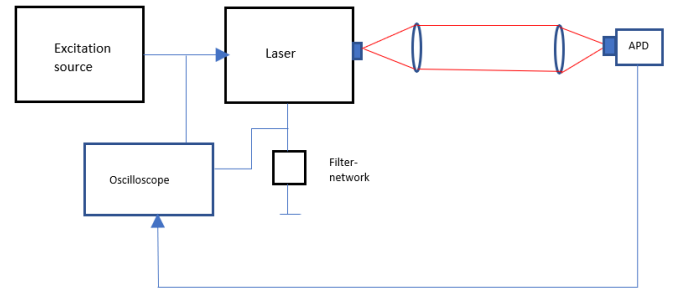 Excitation
source
Laser
APD
Oscilloscope
Filter-
network